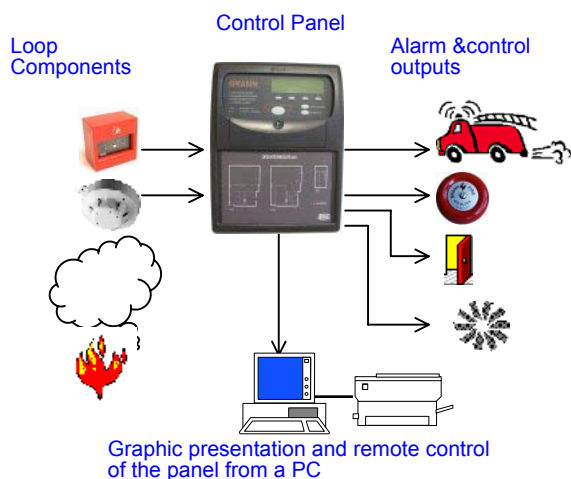 Control Panel
Loop
Components
Alarm &control
outputs
Graphic presentation and remote control
of the panel from a PC